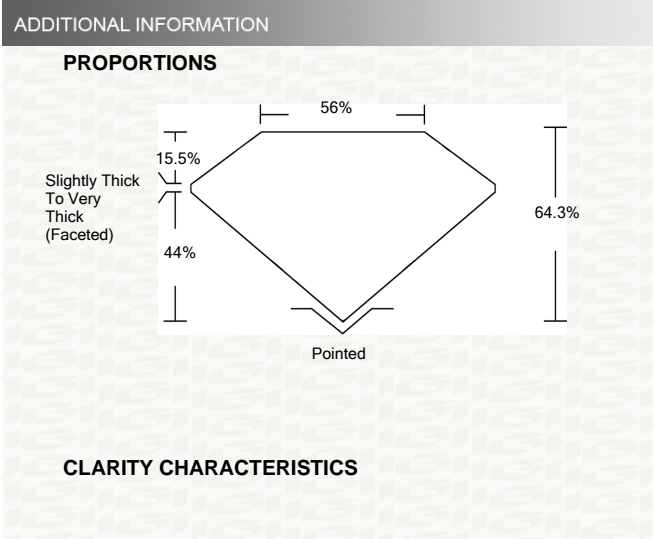 ADDITIONAL INFORMATION
PROPORTIONS
56%
15.5%
Slightly Thick
To Very
Thick
(Faceted)
64.3%
44%
Pointed
CLARITY CHARACTERISTICS